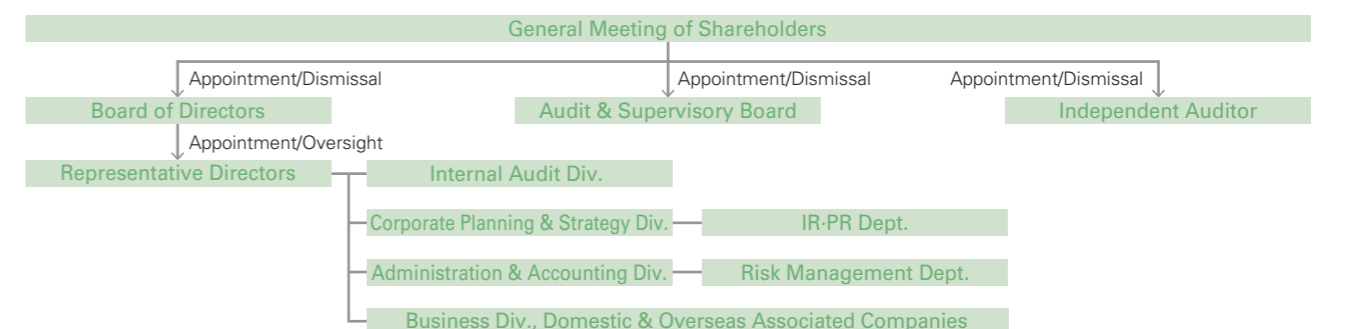 General Meeting of Shareholders
Appointment/Dismissal Appointment/Dismissal Appointment/Dismissal
Board of Directors Audit & Supervisory Board Independent Auditor
Appointment/Oversight
Representative Directors Internal Audit Div.
Corporate Planning & Strategy Div. IR·PR Dept.
Administration & Accounting Div. Risk Management Dept.
Business Div., Domestic & Overseas Associated Companies